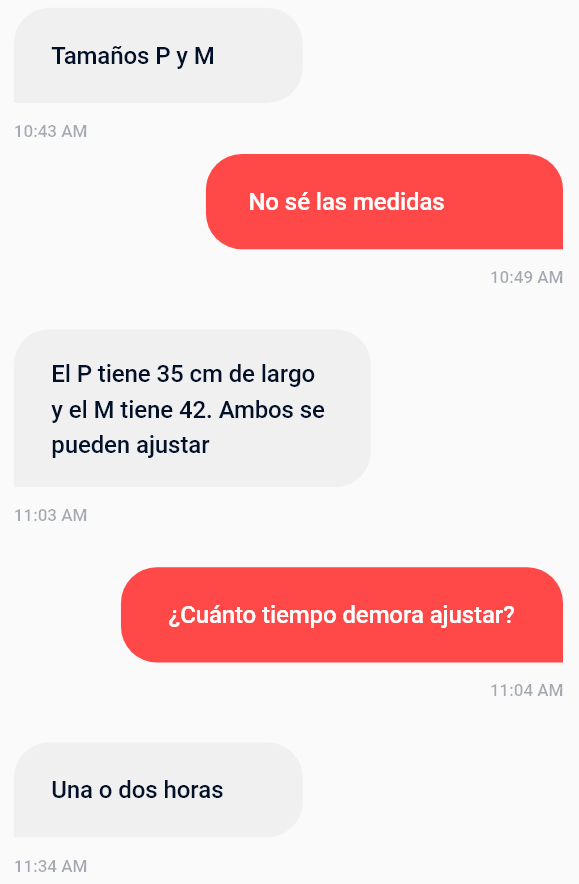 Tamaños P y M
10:43 AM
No sé las medidas
10:49 AM
El P tiene 35 cm de largo
y el M tiene 42. Ambos se
pueden ajustar
11:03 AM
¿Cuánto tiempo demora ajustar?
11:04 AM
Una o dos horas
11:34 AM